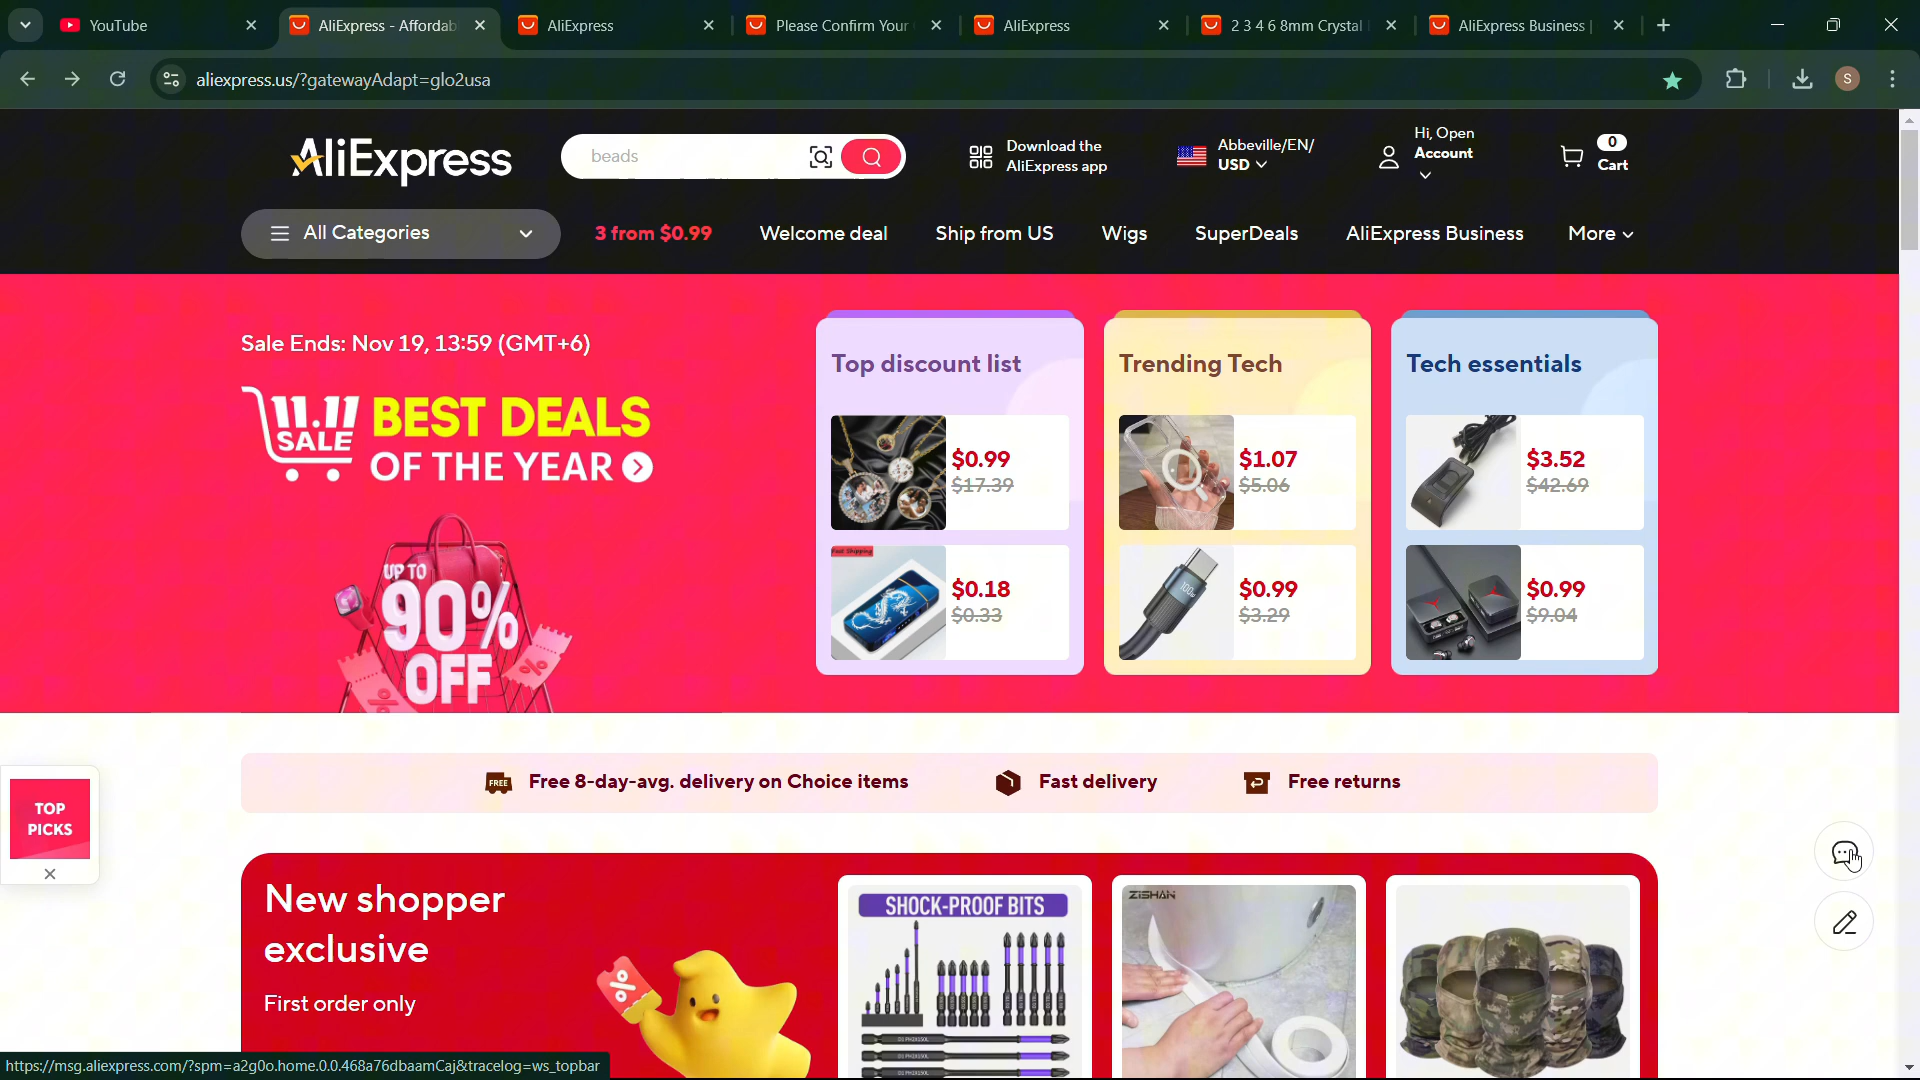 YouTube
AliExpress - Affordab
AliExpress
Please Confirm Your
AliExpress
2 3 4 6 8mm Crystal
AliExpress Business |
aliexpress.us/?gatewayAdapt=glo2usa
S
AliExpress
beads
Download the
AliExpress app
Abbeville/EN/
USD
Hi, Open
Account
0
Cart
All Categories
3 from $0.99
Welcome deal
Ship from US
Wigs
SuperDeals
AliExpress Business
More
Sale Ends: Nov 19, 13:59 (GMT+6)
11.11
SALE
BEST DEALS
OF THE YEAR
UP TO
90%
OFF
Top discount list
$0.99
$17.39
Fast Shipping
$0.18
$0.33
Trending Tech
$1.07
$5.06
100W
$0.99
$3.29
Tech essentials
$3.52
$42.69
$0.99
$9.04
FREE
Free 8-day-avg. delivery on Choice items
Fast delivery
Free returns
TOP
PICKS
New shopper
exclusive
First order only
%
SHOCK-PROOF BITS
ZISHAN
https://msg.aliexpress.com/?spm=a2g0o.home.0.0.468a76dbaamCaj&tracelog=ws_topbar